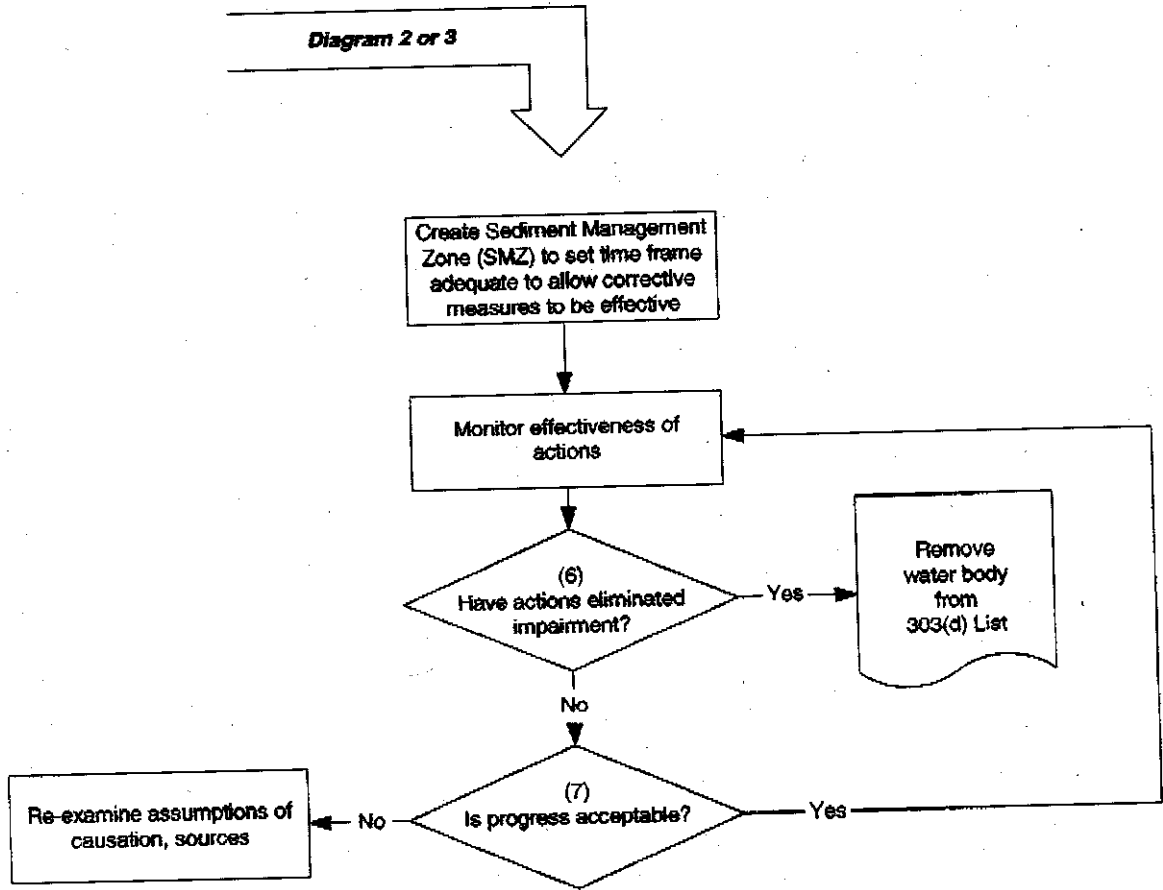 Diagram 2 or 3
Create Sediment Management
Zone (SMZ) to set time frame
adequate to allow corrective
measures to be effective
Monitor effectiveness of
actions
(6)
Have actions eliminated
impairment?
Yes
Remove
water body
from
303(d) List
No
(7)
Is progress acceptable?
Yes
No
Re-examine assumptions of
causation, sources